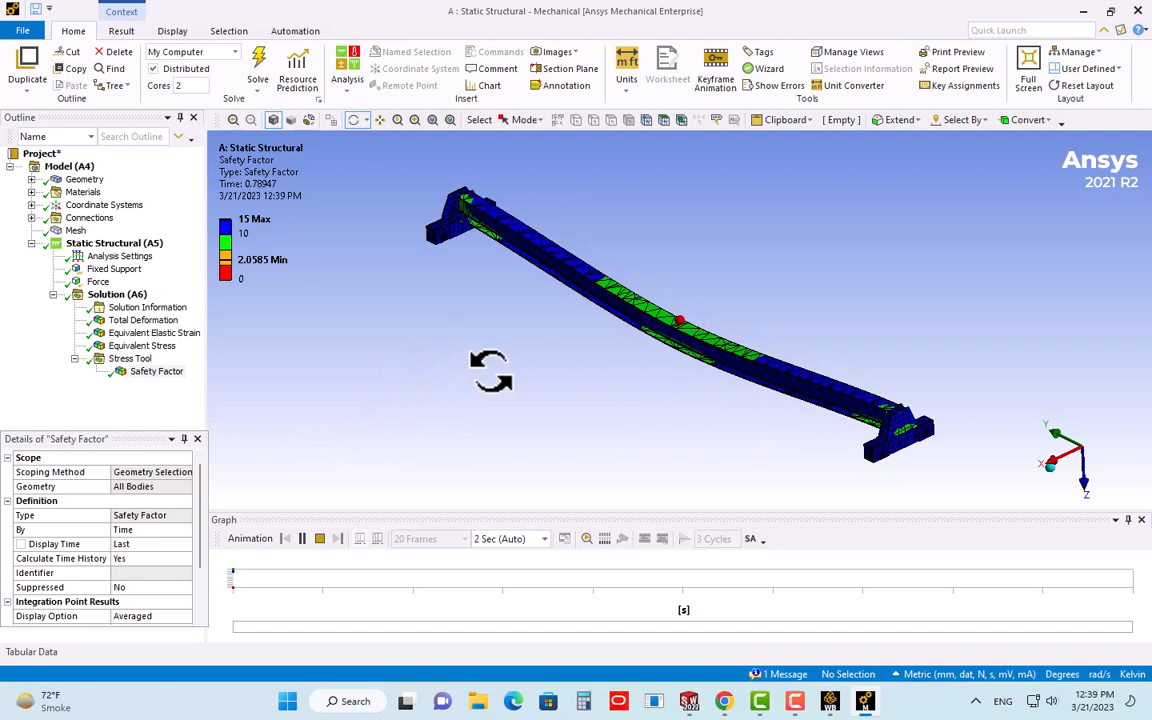 Context
A : Static Structural - Mechanical [Ansys Mechanical Enterprise]
File Home Result Display Selection Automation
Quick Launch
Duplicate
Cut
Copy
Paste
Delete
Find
Tree
Outline
My Computer
Distributed
Cores 2
Solve
Resource Prediction
Solve
Analysis
Named Selection
Coordinate System
Remote Point
Commands
Comment
Chart
Images
Section Plane
Annotation
Insert
Units
Worksheet
Keyframe Animation
Tags
Wizard
Show Errors
Manage Views
Selection Information
Unit Converter
Print Preview
Report Preview
Key Assignments
Tools
Full Screen
Manage
User Defined
Reset Layout
Layout
Outline
Name
Search Outline
Select Mode
Clipboard [ Empty ] Extend Select By Convert
Project*
Model (A4)
Geometry
Materials
Coordinate Systems
Connections
Mesh
Static Structural (A5)
Analysis Settings
Fixed Support
Force
Solution (A6)
Solution Information
Total Deformation
Equivalent Elastic Strain
Equivalent Stress
Stress Tool
Safety Factor
A: Static Structural
Safety Factor
Type: Safety Factor
Time: 0.78947
3/21/2023 12:39 PM
15 Max
10
2.0585 Min
0
Ansys
2021 R2
Y
X
Z
Details of "Safety Factor"
Scope
Scoping Method Geometry Selection
Geometry All Bodies
Definition
Type Safety Factor
By Time
Display Time Last
Calculate Time History Yes
Identifier
Suppressed No
Integration Point Results
Display Option Averaged
Graph
Animation 20 Frames 2 Sec (Auto) 3 Cycles SA
[s]
Tabular Data
1 Message No Selection Metric (mm, dat, N, s, mV, mA) Degrees rad/s Kelvin
72°F
Smoke
Search
ENG
12:39 PM
3/21/2023